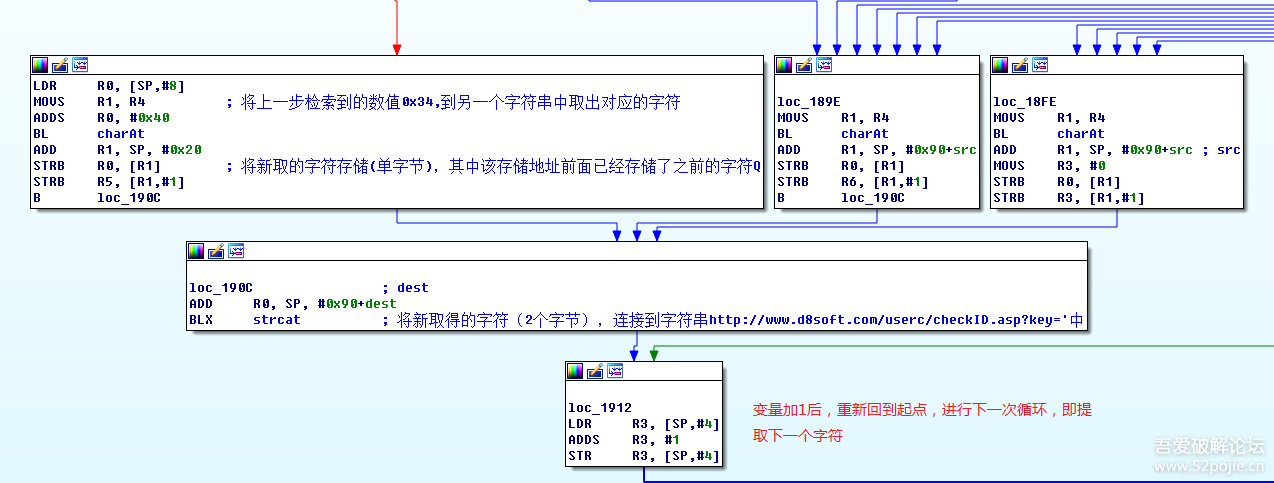 LDR R0, [SP,#8]
MOVS R1, R4 ; 将上一步检索到的数值0x34,到另一个字符串中取出对应的字符
ADDS R0, #0x40
BL charAt
ADD R1, SP, #0x20
STRB R0, [R1] ; 将新取的字符存储(单字节), 其中该存储地址前面已经存储了之前的字符Q
STRB R5, [R1,#1]
B loc_190C
loc_189E
MOVS R1, R4
BL charAt
ADD R1, SP, #0x90+src
STRB R0, [R1]
STRB R6, [R1,#1]
B loc_190C
loc_18FE
MOVS R1, R4
BL charAt
ADD R1, SP, #0x90+src ; src
MOVS R3, #0
STRB R0, [R1]
STRB R3, [R1,#1]
loc_190C ; dest
ADD R0, SP, #0x90+dest
BLX strcat ; 将新取得的字符（2个字节）, 连接到字符串http://www.d8soft.com/userc/checkID.asp?key='中
loc_1912
LDR R3, [SP,#4]
ADDS R3, #1
STR R3, [SP,#4]
变量加1后，重新回到起点，进行下一次循环，即提
取下一个字符
吾爱破解论坛
www.52pojie.cn